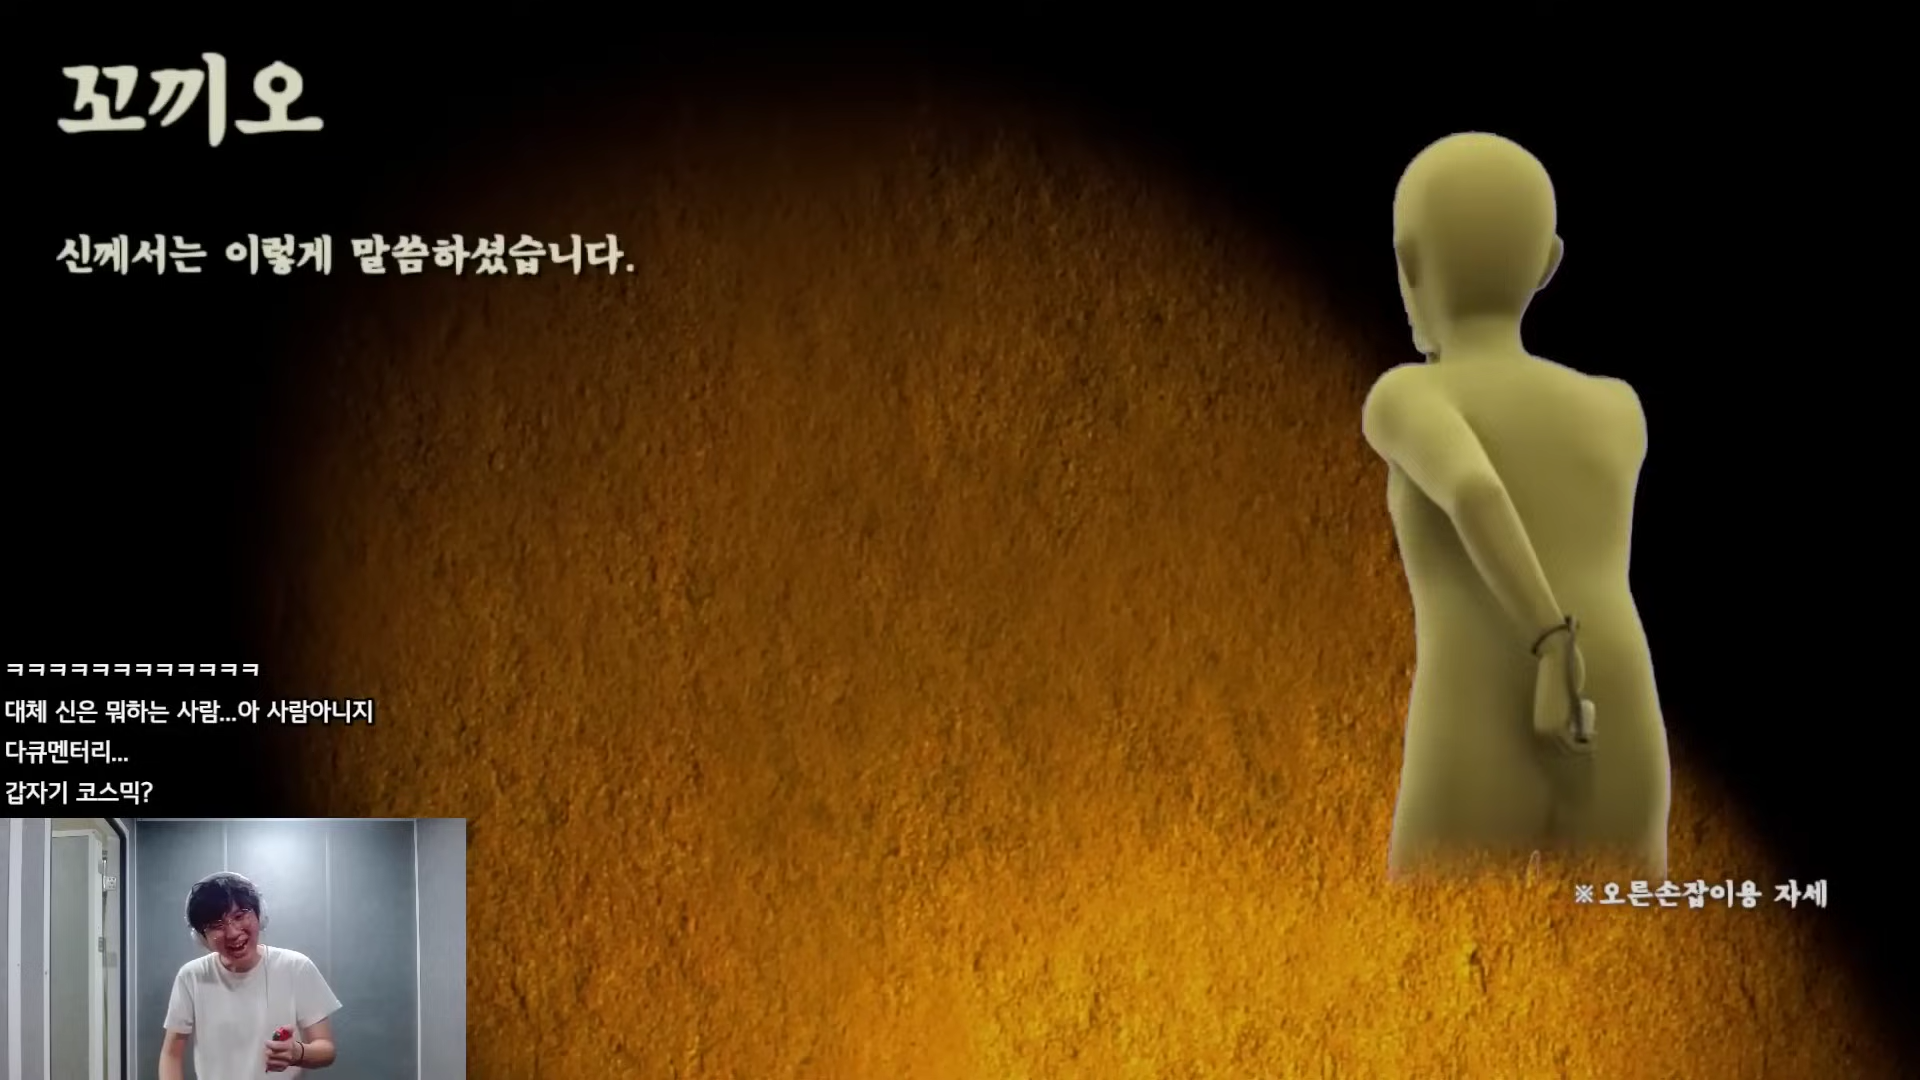 꼬끼오
신께서는 이렇게 말씀하셨습니다.
ㅋㅋㅋㅋㅋㅋㅋㅋㅋㅋㅋㅋ
대체 신은 뭐하는 사람...아 사람아니지
다큐멘터리...
갑자기 코스믹?
※오른손잡이용 자세